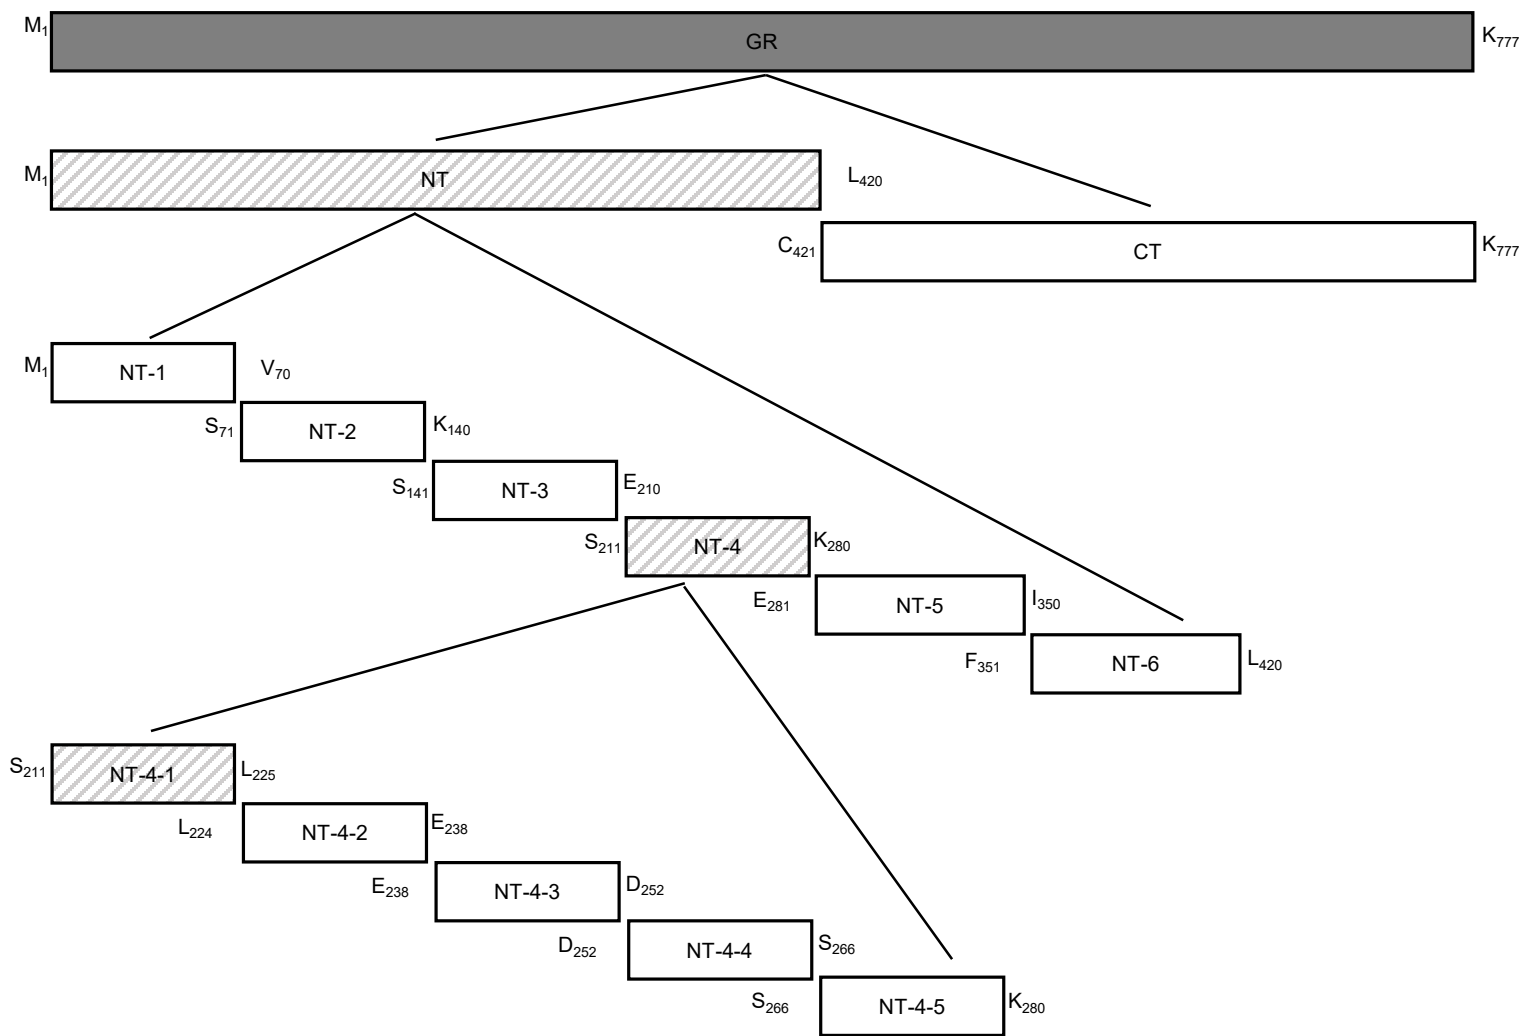 M₁ GR K₇₇₇
M₁ NT L₄₂₀
C₄₂₁ CT K₇₇₇
M₁ NT-1 V₇₀
S₇₁ NT-2 K₁₄₀
S₁₄₁ NT-3 E₂₁₀
S₂₁₁ NT-4 K₂₈₀
E₂₈₁ NT-5 I₃₅₀
F₃₅₁ NT-6 L₄₂₀
S₂₁₁ NT-4-1 L₂₂₅
L₂₂₄ NT-4-2 E₂₃₈
E₂₃₈ NT-4-3 D₂₅₂
D₂₅₂ NT-4-4 S₂₆₆
S₂₆₆ NT-4-5 K₂₈₀